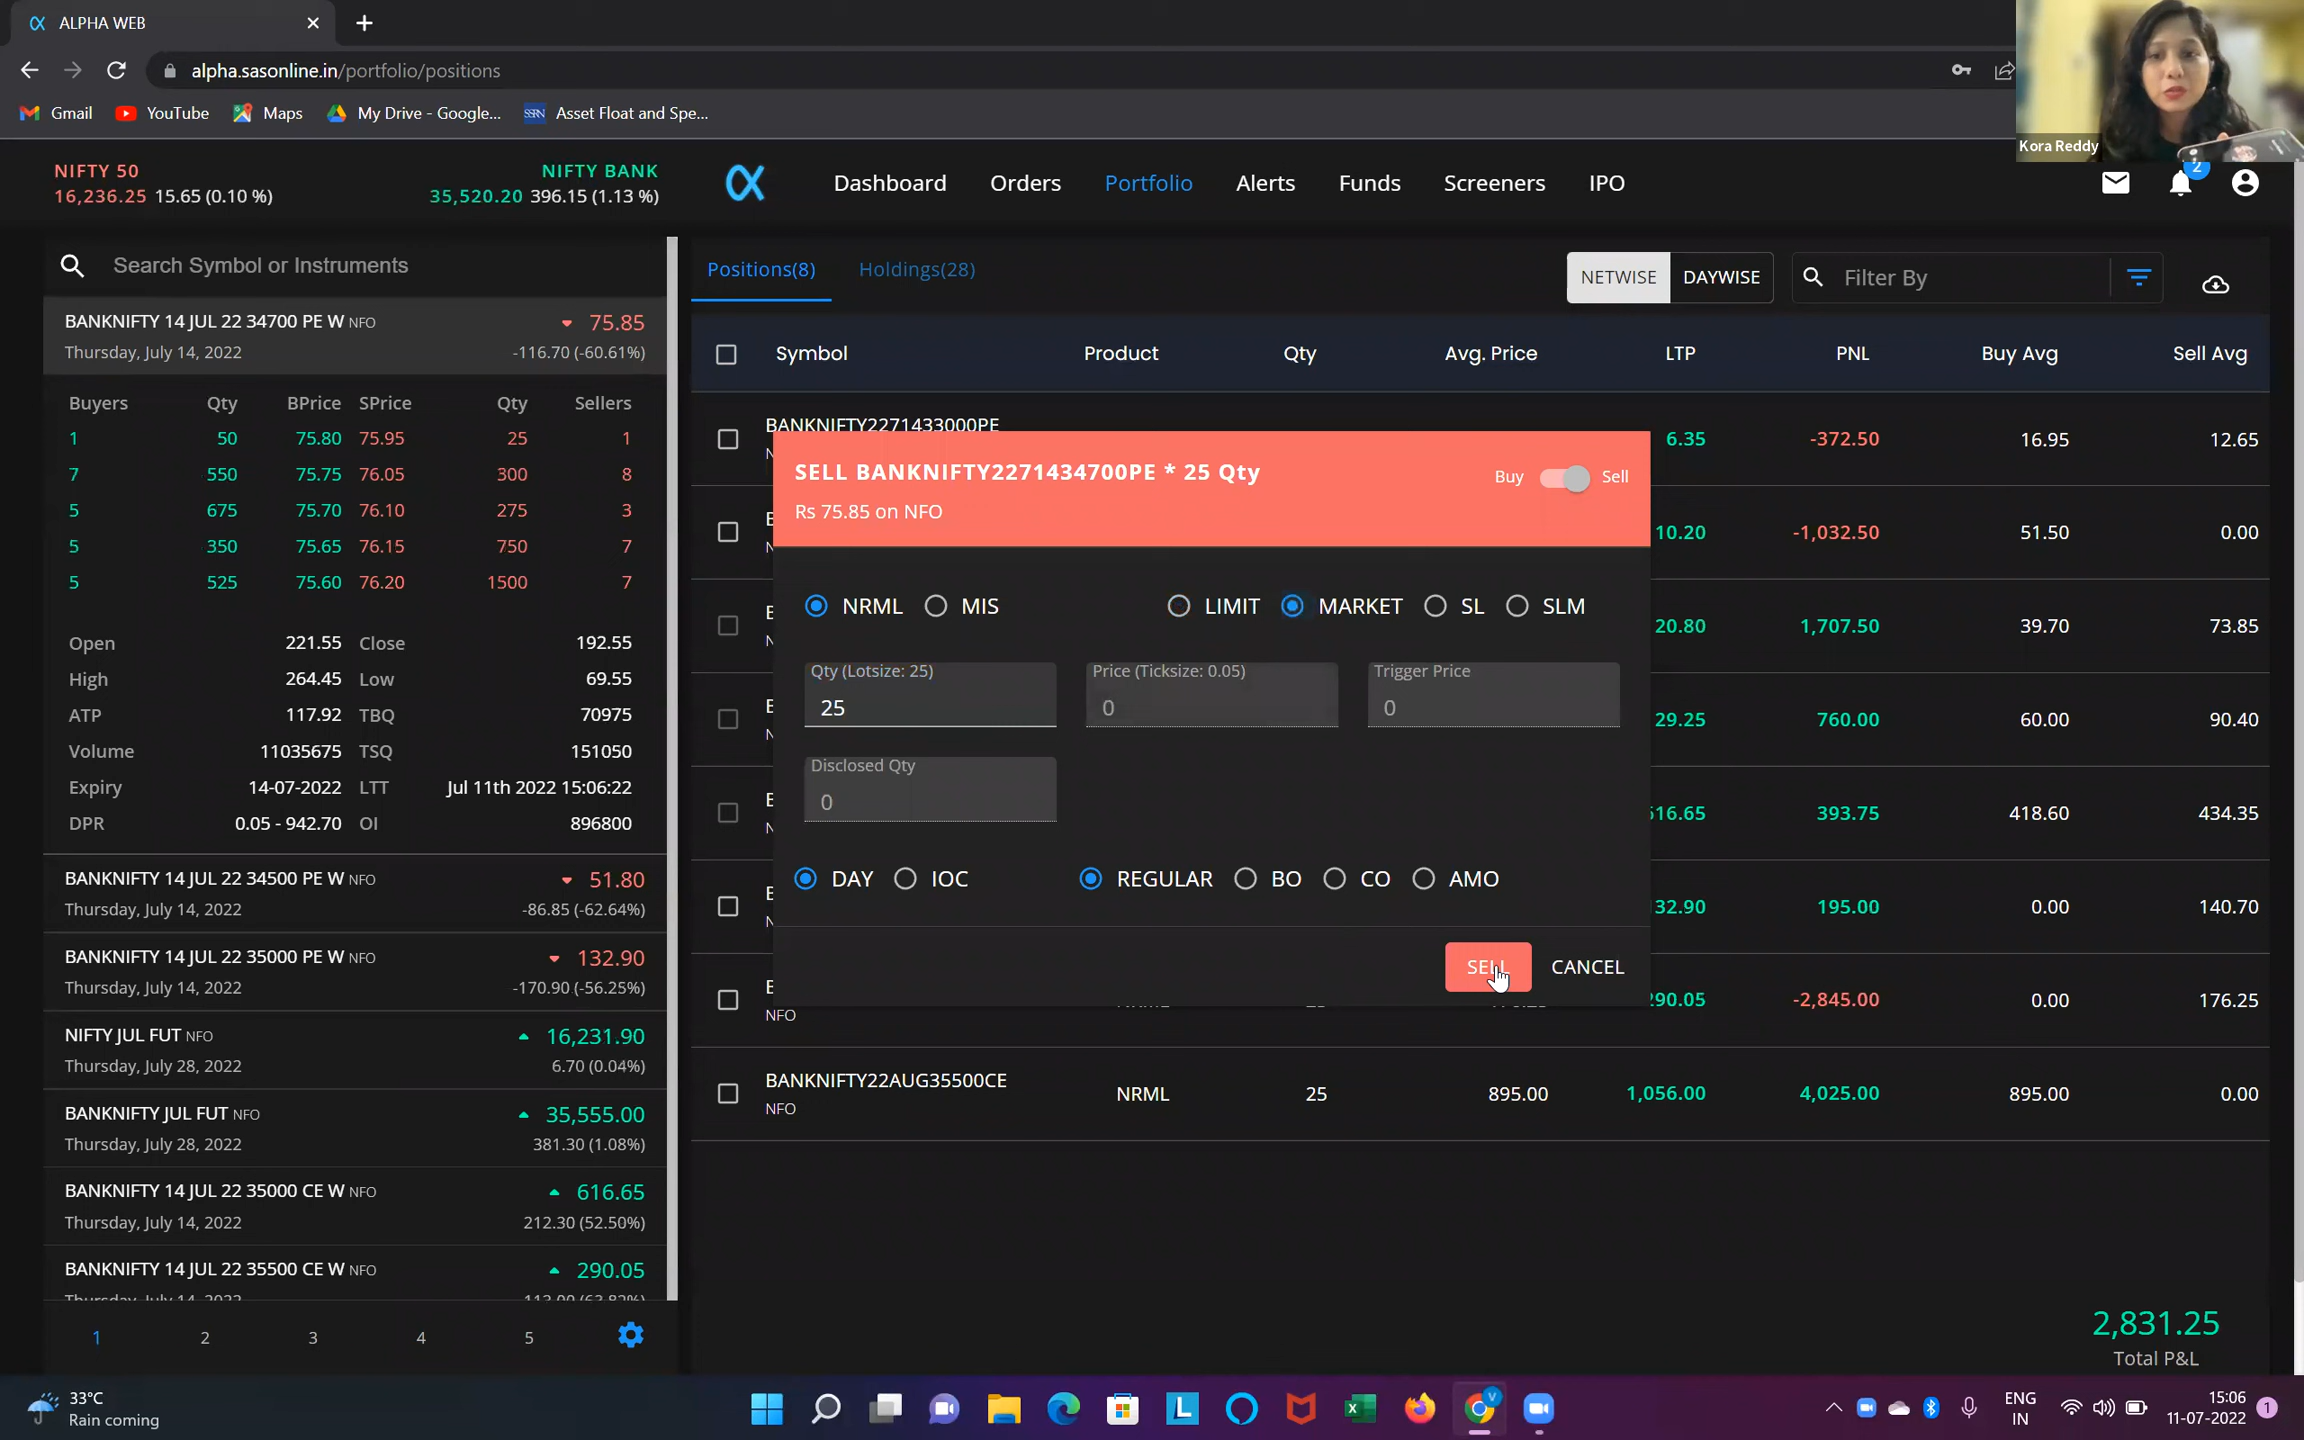 ALPHA WEB
alpha.sasonline.in/portfolio/positions
Gmail YouTube Maps My Drive - Google... SSRN Asset Float and Spe...
Kora Reddy
NIFTY 50 NIFTY BANK
16,236.25 15.65 (0.10 %) 35,520.20 396.15 (1.13 %)
Dashboard Orders Portfolio Alerts Funds Screeners IPO
2
Search Symbol or Instruments
BANKNIFTY 14 JUL 22 34700 PE W NFO 75.85
Thursday, July 14, 2022 -116.70 (-60.61%)
Buyers Qty BPrice SPrice Qty Sellers
1 50 75.80 75.95 25 1
7 550 75.75 76.05 300 8
5 675 75.70 76.10 275 3
5 350 75.65 76.15 750 7
5 525 75.60 76.20 1500 7
Open 221.55 Close 192.55
High 264.45 Low 69.55
ATP 117.92 TBQ 70975
Volume 11035675 TSQ 151050
Expiry 14-07-2022 LTT Jul 11th 2022 15:06:22
DPR 0.05 - 942.70 OI 896800
BANKNIFTY 14 JUL 22 34500 PE W NFO 51.80
Thursday, July 14, 2022 -86.85 (-62.64%)
BANKNIFTY 14 JUL 22 35000 PE W NFO 132.90
Thursday, July 14, 2022 -170.90 (-56.25%)
NIFTY JUL FUT NFO 16,231.90
Thursday, July 28, 2022 6.70 (0.04%)
BANKNIFTY JUL FUT NFO 35,555.00
Thursday, July 28, 2022 381.30 (1.08%)
BANKNIFTY 14 JUL 22 35000 CE W NFO 616.65
Thursday, July 14, 2022 212.30 (52.50%)
BANKNIFTY 14 JUL 22 35500 CE W NFO 290.05
Thursday, July 14, 2022 113.00 (63.82%)
1 2 3 4 5
Positions(8) Holdings(28) NETWISE DAYWISE Filter By
Symbol Product Qty Avg. Price LTP PNL Buy Avg Sell Avg
BANKNIFTY2271433000PE 6.35 -372.50 16.95 12.65
10.20 -1,032.50 51.50 0.00
20.80 1,707.50 39.70 73.85
29.25 760.00 60.00 90.40
616.65 393.75 418.60 434.35
132.90 195.00 0.00 140.70
290.05 -2,845.00 0.00 176.25
NFO
BANKNIFTY22AUG35500CE NRML 25 895.00 1,056.00 4,025.00 895.00 0.00
NFO
SELL BANKNIFTY2271434700PE * 25 Qty Buy Sell
Rs 75.85 on NFO
NRML MIS LIMIT MARKET SL SLM
Qty (Lotsize: 25) Price (Ticksize: 0.05) Trigger Price
25 0 0
Disclosed Qty
0
DAY IOC REGULAR BO CO AMO
SELL CANCEL
2,831.25
Total P&L
33°C
Rain coming
ENG
IN
15:06
11-07-2022
1